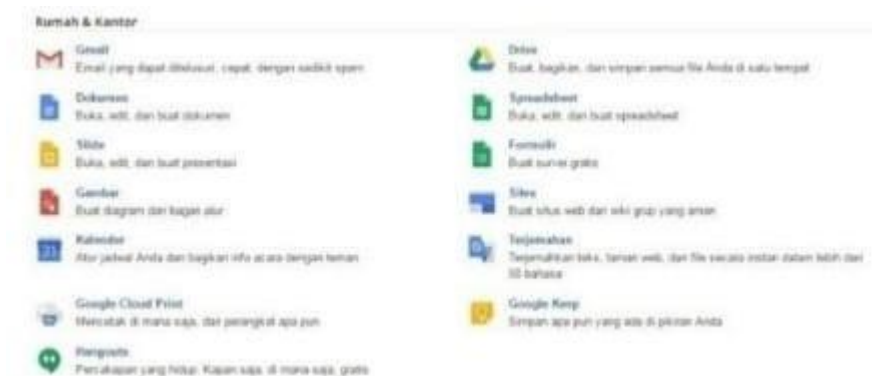 Rumah & Kantor
Gmail
Email yang dapat ditelusuri, cepat, dengan sedikit spam
Drive
Buat, bagikan, dan simpan semua file Anda di satu tempat
Dokumen
Buka, edit, dan buat dokumen
Spreadsheet
Buka, edit, dan buat spreadsheet
Slide
Buka, edit, dan buat presentasi
Formulir
Buat survei gratis
Gambar
Buat diagram dan bagan alur
Sites
Buat situs web dan wiki grup yang aman
Kalender
31
Atur jadwal Anda dan bagikan info acara dengan teman
Terjemahan
Terjemahkan teks, laman web, dan file secara instan dalam lebih dari
50 bahasa
Google Cloud Print
Mencetak di mana saja, dari perangkat apa pun
Google Keep
Simpan apa pun yang ada di pikiran Anda
Hangouts
Percakapan yang hidup. Kapan saja, di mana saja, gratis